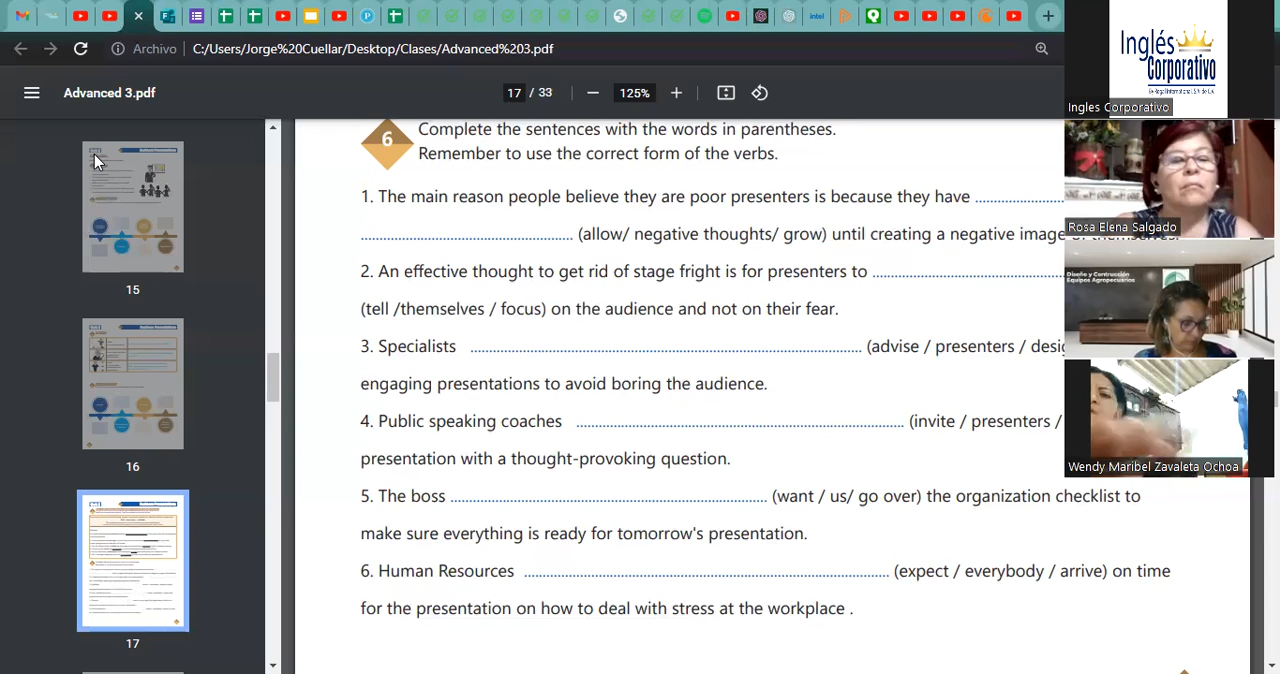 intel
Archivo
C:/Users/Jorge%20Cuellar/Desktop/Clases/Advanced%203.pdf
Advanced 3.pdf
17 / 33
125%
Inglés
Corporativo
Ingles Corporativo
6
Complete the sentences with the words in parentheses.
Remember to use the correct form of the verbs.
1. The main reason people believe they are poor presenters is because they have
(allow/ negative thoughts/ grow) until creating a negative image
2. An effective thought to get rid of stage fright is for presenters to
(tell /themselves / focus) on the audience and not on their fear.
3. Specialists
(advise / presenters /
engaging presentations to avoid boring the audience.
4. Public speaking coaches
(invite / presenters /
presentation with a thought-provoking question.
5. The boss
(want / us/ go over) the organization checklist to
make sure everything is ready for tomorrow's presentation.
6. Human Resources
(expect / everybody / arrive) on time
for the presentation on how to deal with stress at the workplace .
15
16
17
Rosa Elena Salgado
Diseño y Contrucción
Equipos Agropecuarios
Wendy Maribel Zavaleta Ochoa